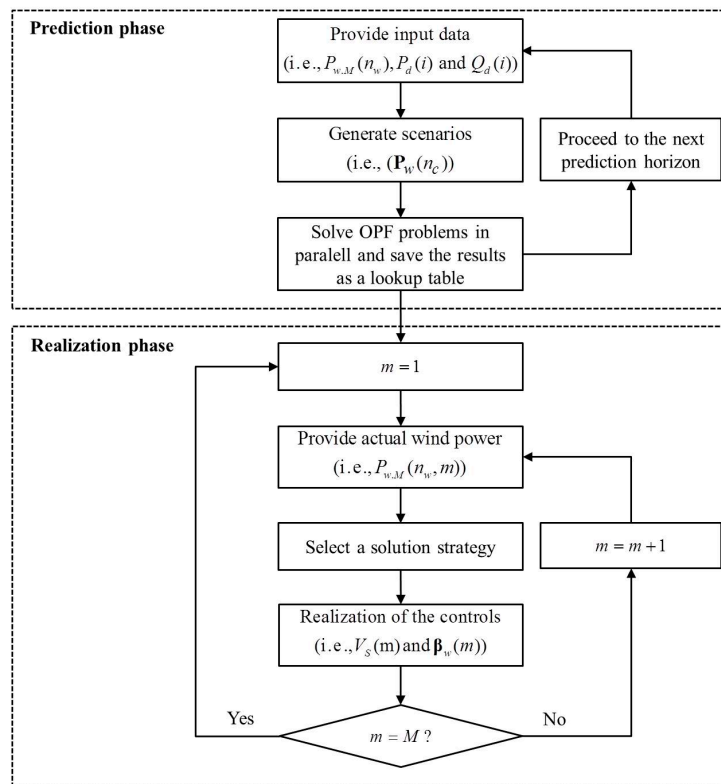 Prediction phase
Provide input data
(i.e., P_{w.M}(n_w), P_d(i) and Q_d(i))
Generate scenarios
(i.e., (𝐏_w(n_c))
Proceed to the next
prediction horizon
Solve OPF problems in
paralell and save the results
as a lookup table
Realization phase
m = 1
Provide actual wind power
(i.e., P_{w.M}(n_w, m))
Select a solution strategy
m = m + 1
Realization of the controls
(i.e., V_S(m) and 𝛃_w(m))
Yes
No
m = M ?